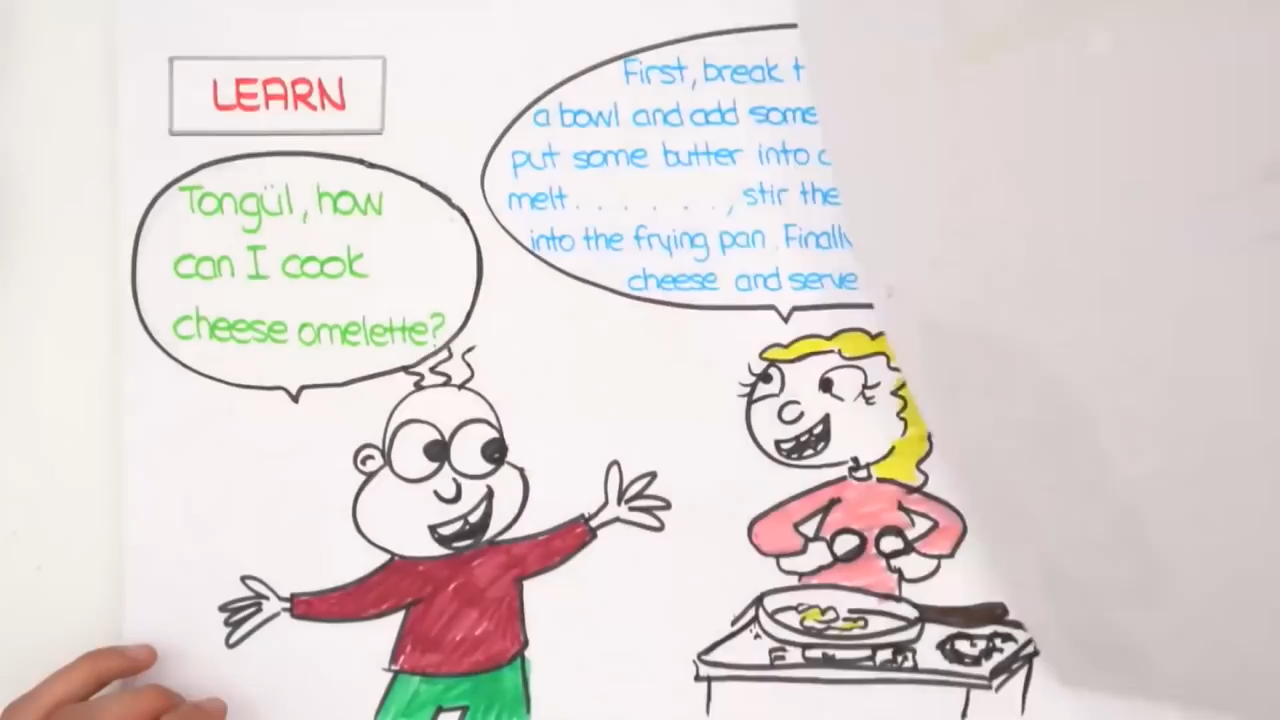 LEARN
Tongül, how
can I cook
cheese omelette?
First, break t
a bowl and add some
put some butter into
melt . . . . . . , stir the
into the frying pan. Finall
cheese and serve